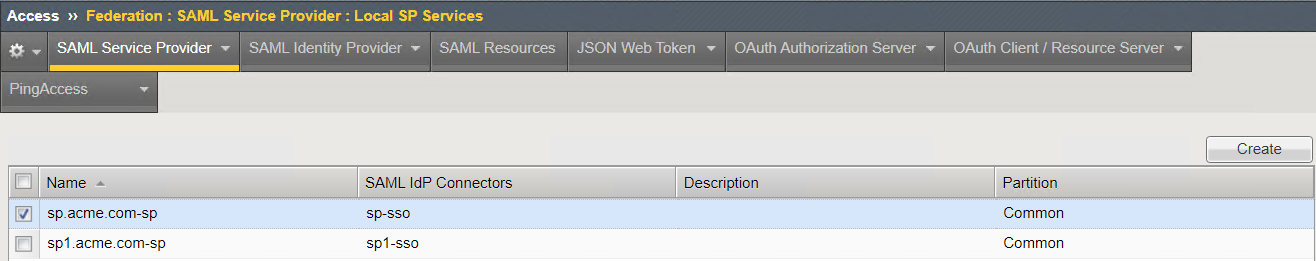 Access ›› Federation : SAML Service Provider : Local SP Services
SAML Service Provider SAML Identity Provider SAML Resources JSON Web Token OAuth Authorization Server OAuth Client / Resource Server
PingAccess
Create
Name SAML IdP Connectors Description Partition
sp.acme.com-sp sp-sso Common
sp1.acme.com-sp sp1-sso Common